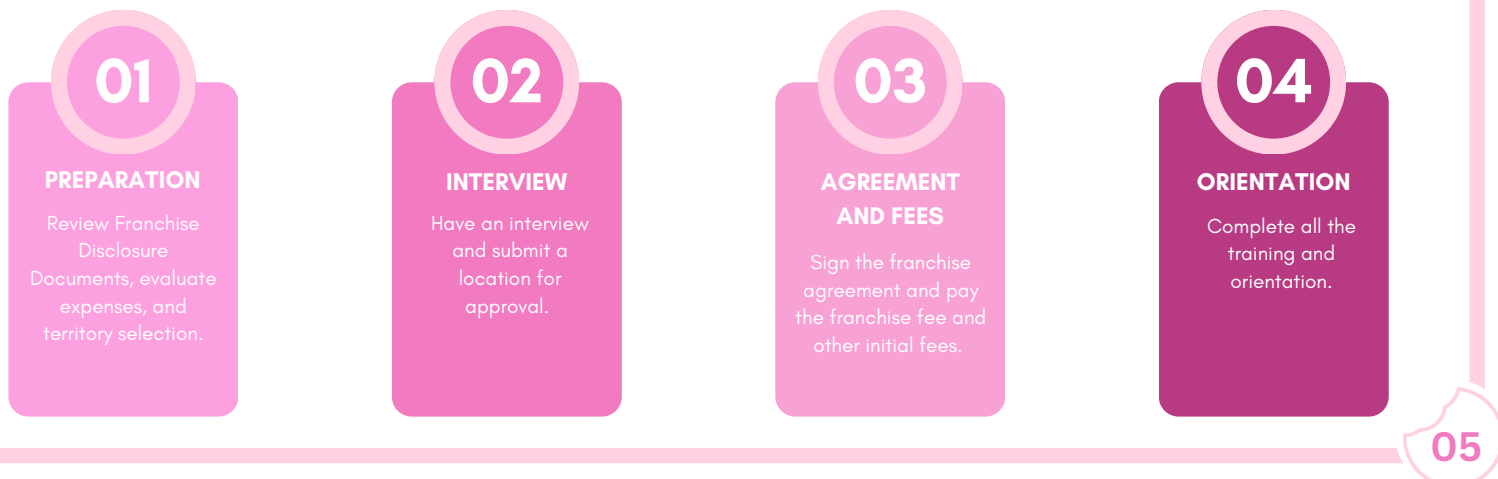 01
PREPARATION
Review Franchise
Disclosure
Documents, evaluate
expenses, and
territory selection.
02
INTERVIEW
Have an interview
and submit a
location for
approval.
03
AGREEMENT
AND FEES
Sign the franchise
agreement and pay
the franchise fee and
other initial fees.
04
ORIENTATION
Complete all the
training and
orientation.
05